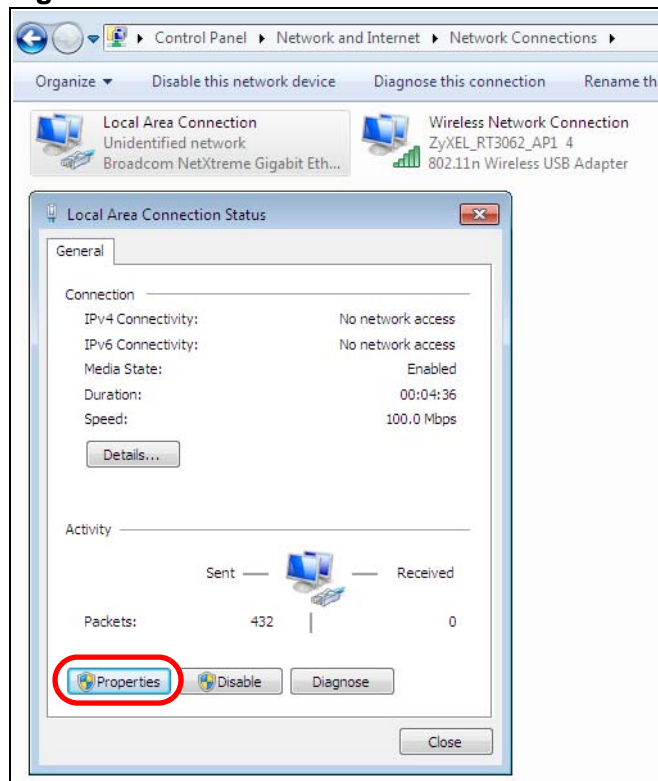 Control Panel ▸ Network and Internet ▸ Network Connections ▸
Organize ▾ Disable this network device Diagnose this connection Rename th
Local Area Connection
Unidentified network
Broadcom NetXtreme Gigabit Eth...
Wireless Network Connection
ZyXEL_RT3062_AP1 4
802.11n Wireless USB Adapter
Local Area Connection Status
General
Connection
IPv4 Connectivity: No network access
IPv6 Connectivity: No network access
Media State: Enabled
Duration: 00:04:36
Speed: 100.0 Mbps
Details...
Activity
Sent — — Received
Packets: 432 | 0
Properties Disable Diagnose
Close